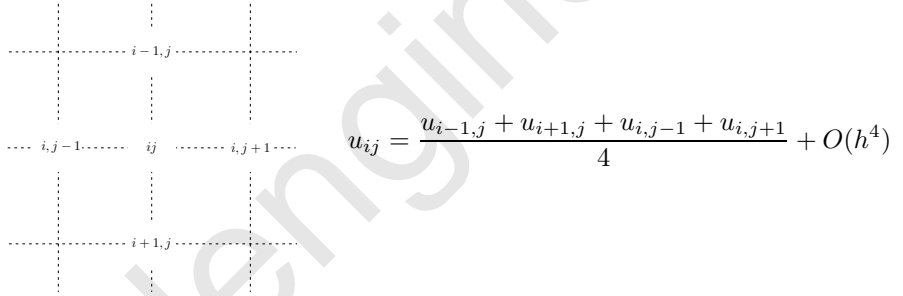 i − 1, j
i, j − 1 ij i, j + 1
i + 1, j
u_{ij} = \frac{u_{i-1,j} + u_{i+1,j} + u_{i,j-1} + u_{i,j+1}}{4} + O(h^4)